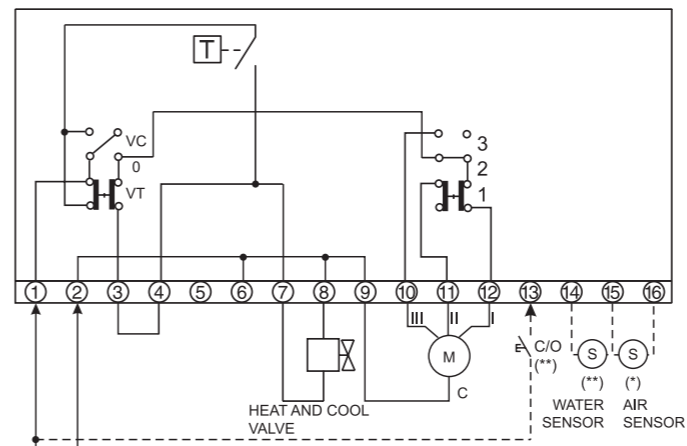 T
VC
0
VT
3
2
1
1 2 3 4 5 6 7 8 9 10 11 12 13 14 15 16
III II I
M
C
C/O
(**)
S S
(**) (*)
HEAT AND COOL
VALVE
WATER
SENSOR
AIR
SENSOR